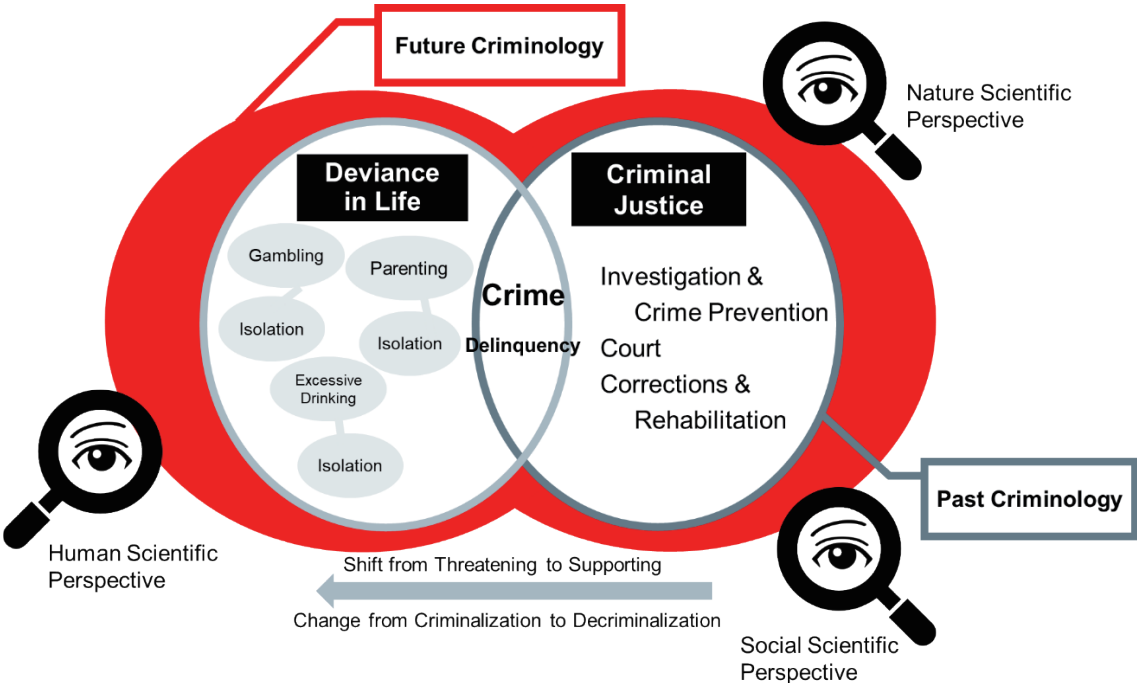 Future Criminology
Nature Scientific
Perspective
Deviance
in Life
Criminal
Justice
Gambling
Parenting
Isolation
Isolation
Excessive
Drinking
Isolation
Crime
Delinquency
Investigation &
Crime Prevention
Court
Corrections &
Rehabilitation
Past Criminology
Human Scientific
Perspective
Shift from Threatening to Supporting
Change from Criminalization to Decriminalization
Social Scientific
Perspective